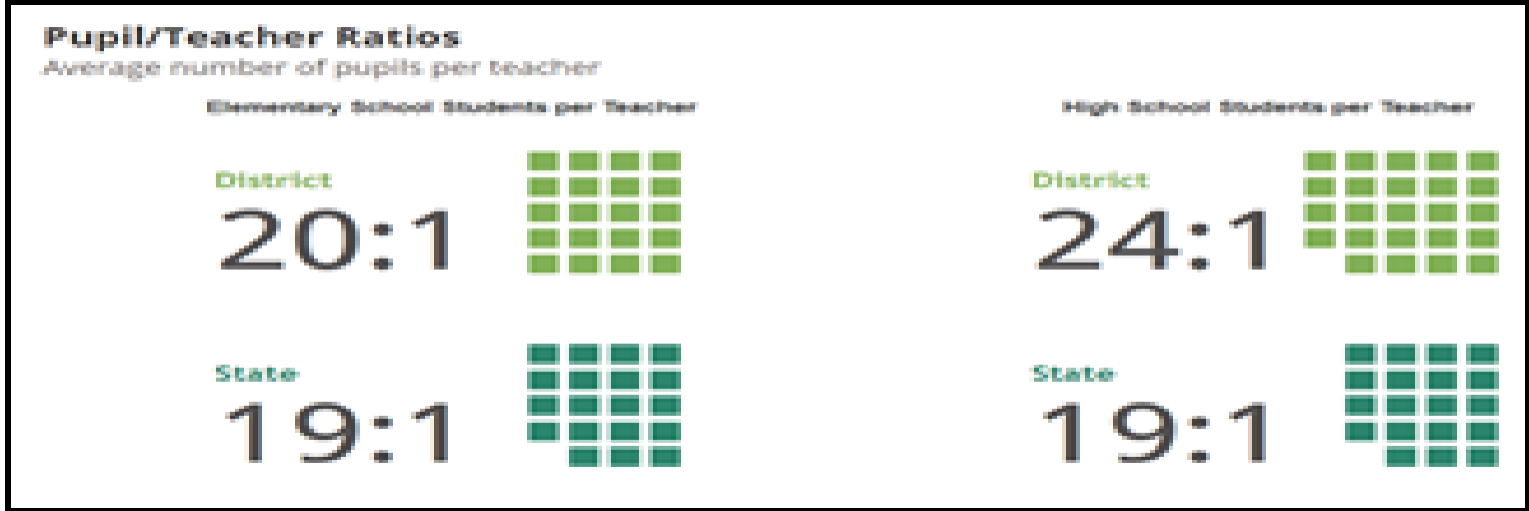 Pupil/Teacher Ratios
Average number of pupils per teacher
Elementary School Students per Teacher
High School Students per Teacher
District
20:1
District
24:1
State
19:1
State
19:1